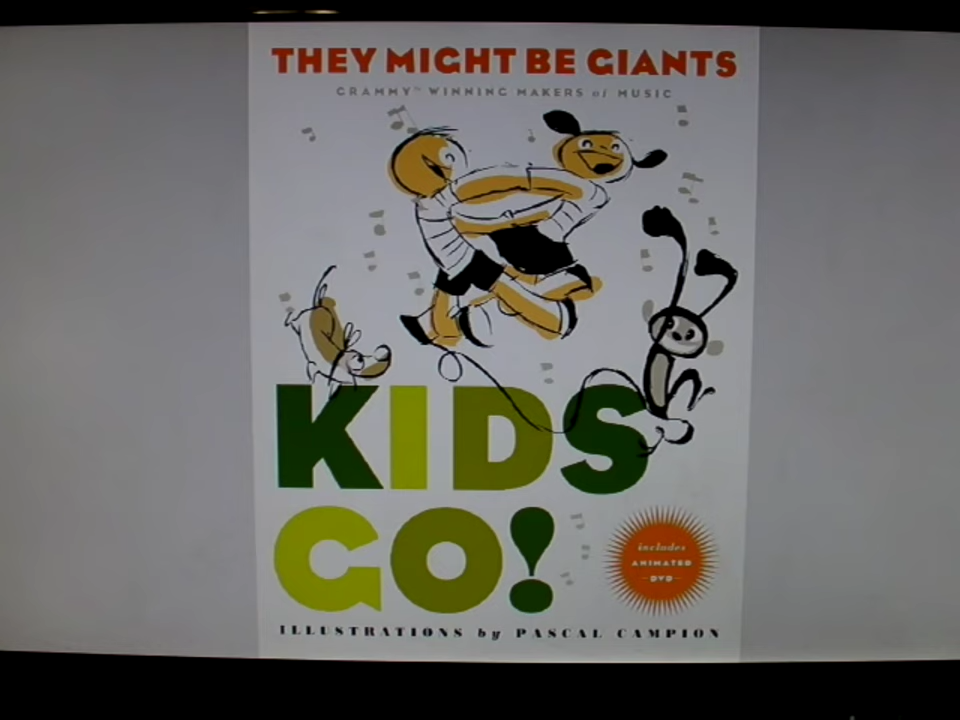 THEY MIGHT BE GIANTS
GRAMMY™ WINNING MAKERS of MUSIC
KIDS
GO!
includes
ANIMATED
DVD
ILLUSTRATIONS by PASCAL CAMPION